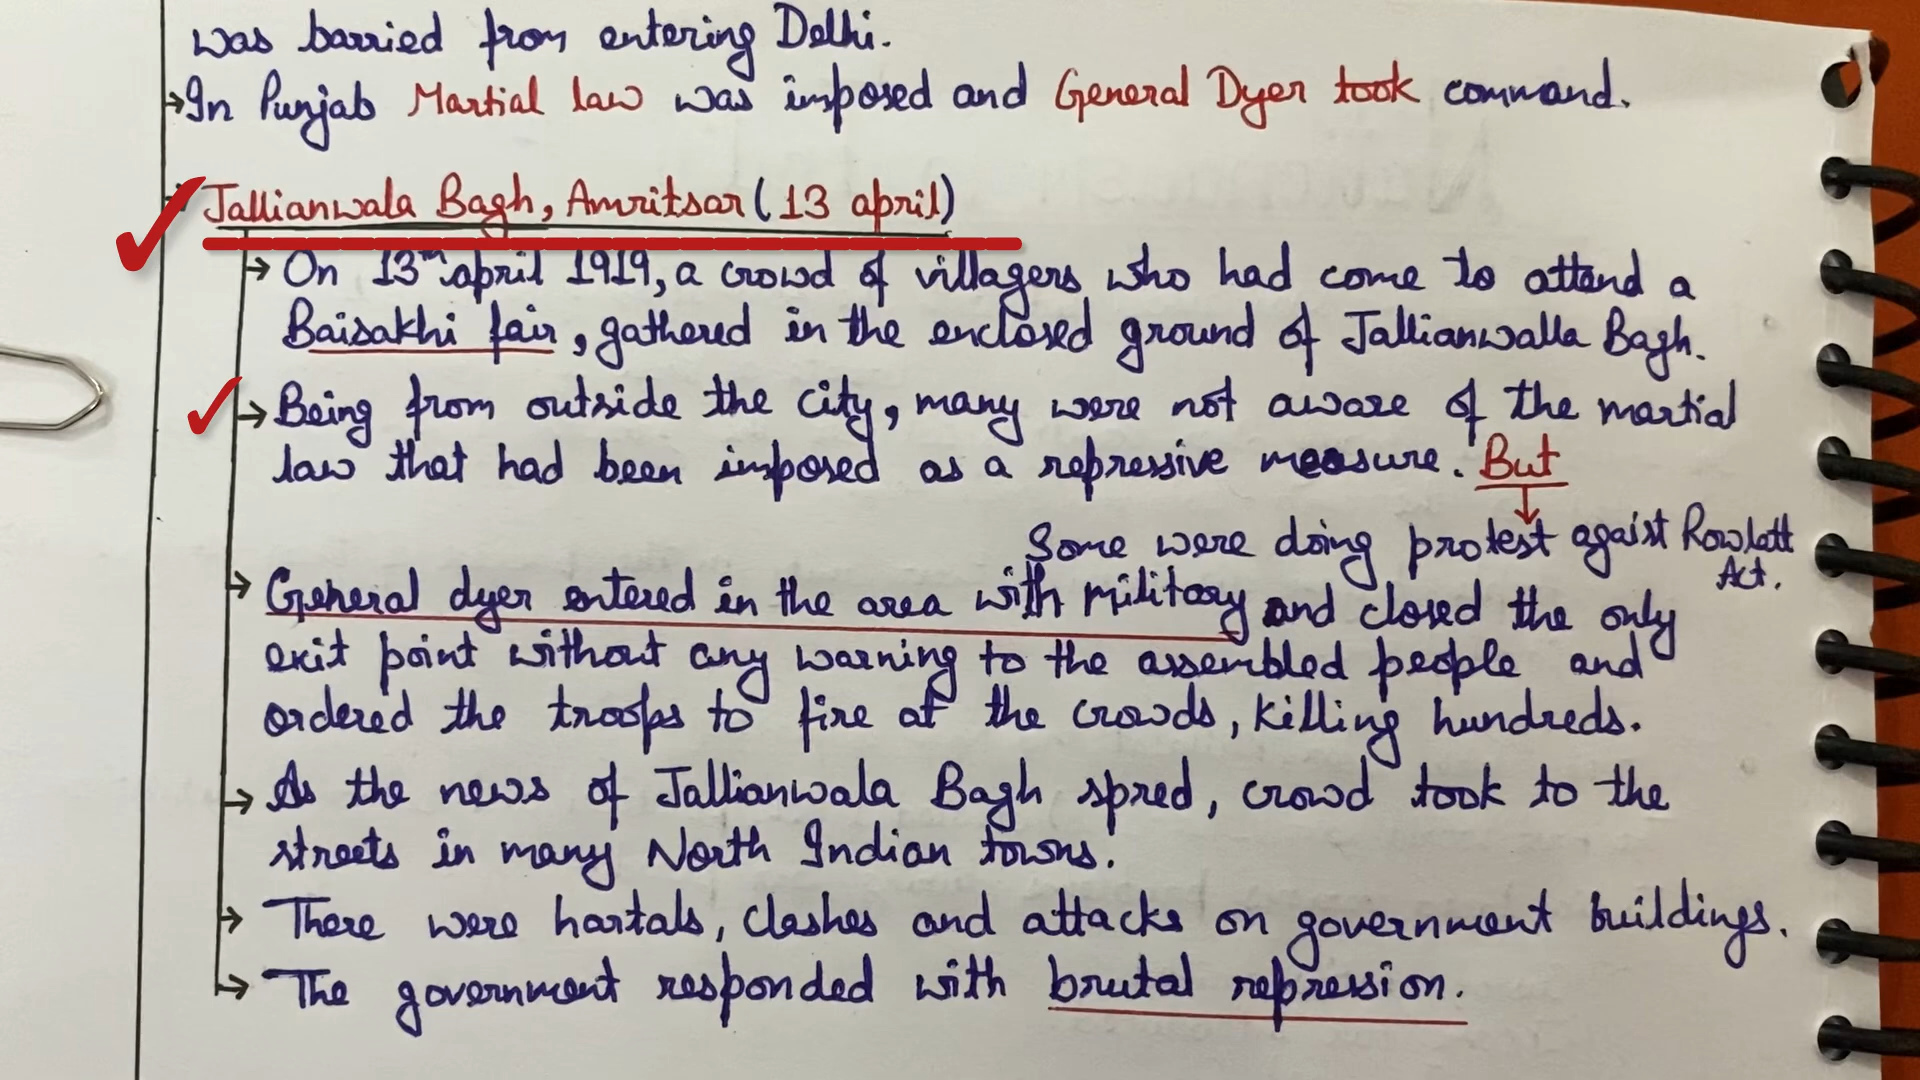 was barried from entering Delhi.
→In Punjab Martial law was imposed and General Dyer took command.
Jallianwala Bagh, Amritsar (13 april)
→ On 13th april 1919, a crowd of villagers who had come to attend a
Baisakhi fair, gathered in the enclosed ground of Jallianwalla Bagh.
→ Being from outside the city, many were not aware of the martial
law that had been imposed as a repressive measure. But
Some were doing protest agaist Rowlatt
Act.
→ General dyer entered in the area with military and closed the only
exit point without any warning to the assembled people and
ordered the troops to fire at the crowds, killing hundreds.
→ As the news of Jallianwala Bagh spred, crowd took to the
streets in many North Indian towns.
→ There were hartals, clashes and attacks on government buildings.
→ The government responded with brutal repression.